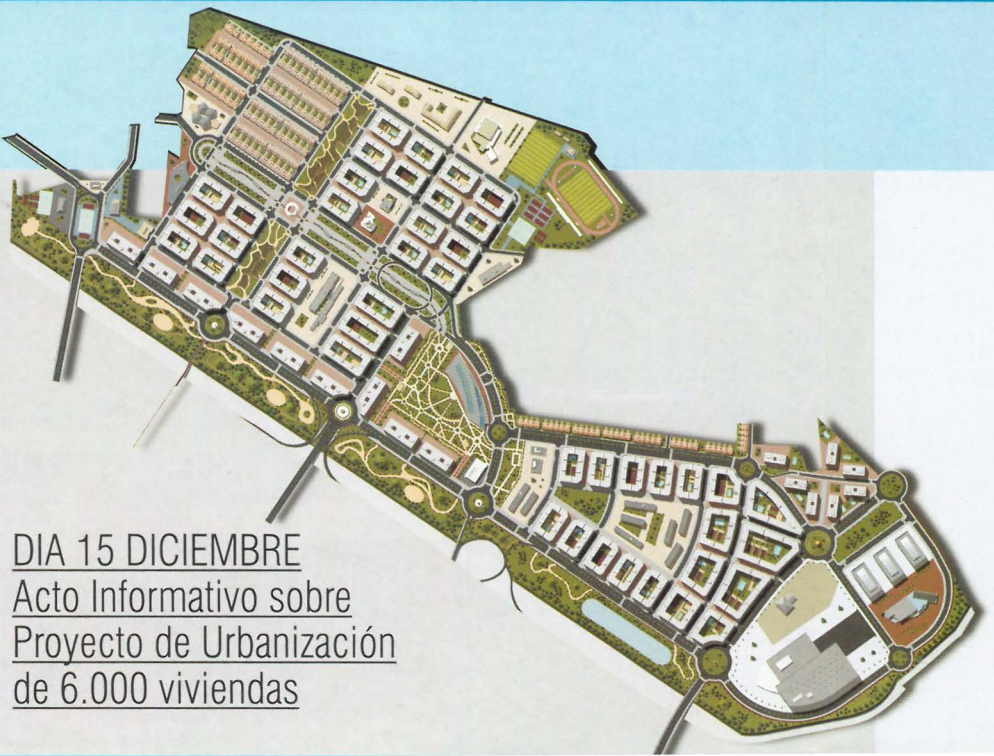 DIA 15 DICIEMBRE
Acto Informativo sobre
Proyecto de Urbanización
de 6.000 viviendas